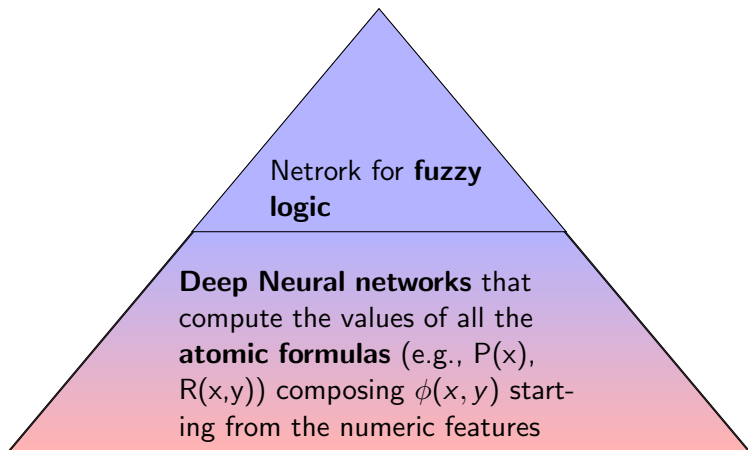 Netrork for fuzzy
logic
Deep Neural networks that
compute the values of all the
atomic formulas (e.g., P(x),
R(x,y)) composing ϕ(x, y) start-
ing from the numeric features